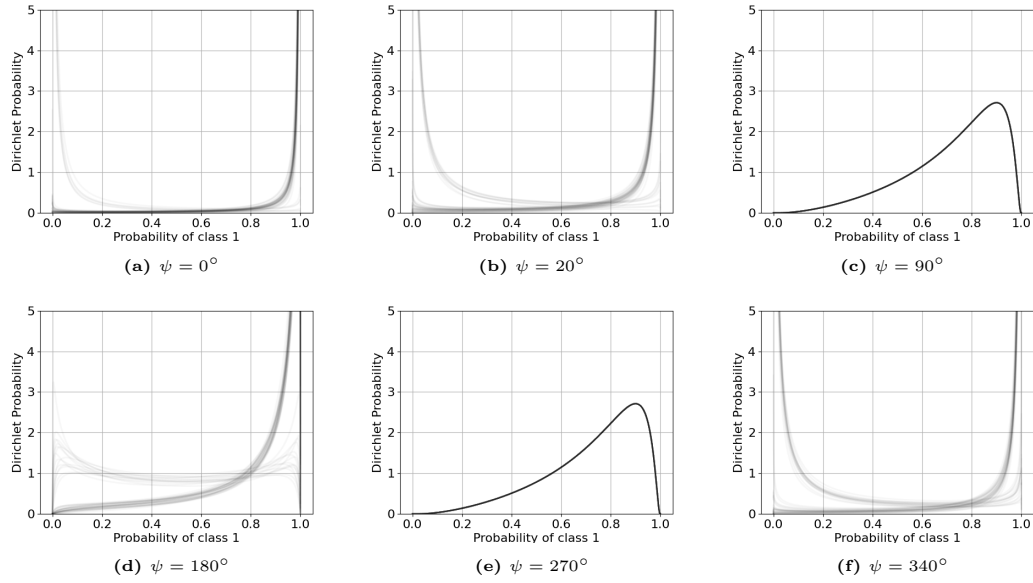 5
4
3
2
1
0
Dirichlet Probability
0.0 0.2 0.4 0.6 0.8 1.0
Probability of class 1
(a) ψ = 0°
5
4
3
2
1
0
Dirichlet Probability
0.0 0.2 0.4 0.6 0.8 1.0
Probability of class 1
(b) ψ = 20°
5
4
3
2
1
0
Dirichlet Probability
0.0 0.2 0.4 0.6 0.8 1.0
Probability of class 1
(c) ψ = 90°
5
4
3
2
1
0
Dirichlet Probability
0.0 0.2 0.4 0.6 0.8 1.0
Probability of class 1
(d) ψ = 180°
5
4
3
2
1
0
Dirichlet Probability
0.0 0.2 0.4 0.6 0.8 1.0
Probability of class 1
(e) ψ = 270°
5
4
3
2
1
0
Dirichlet Probability
0.0 0.2 0.4 0.6 0.8 1.0
Probability of class 1
(f) ψ = 340°